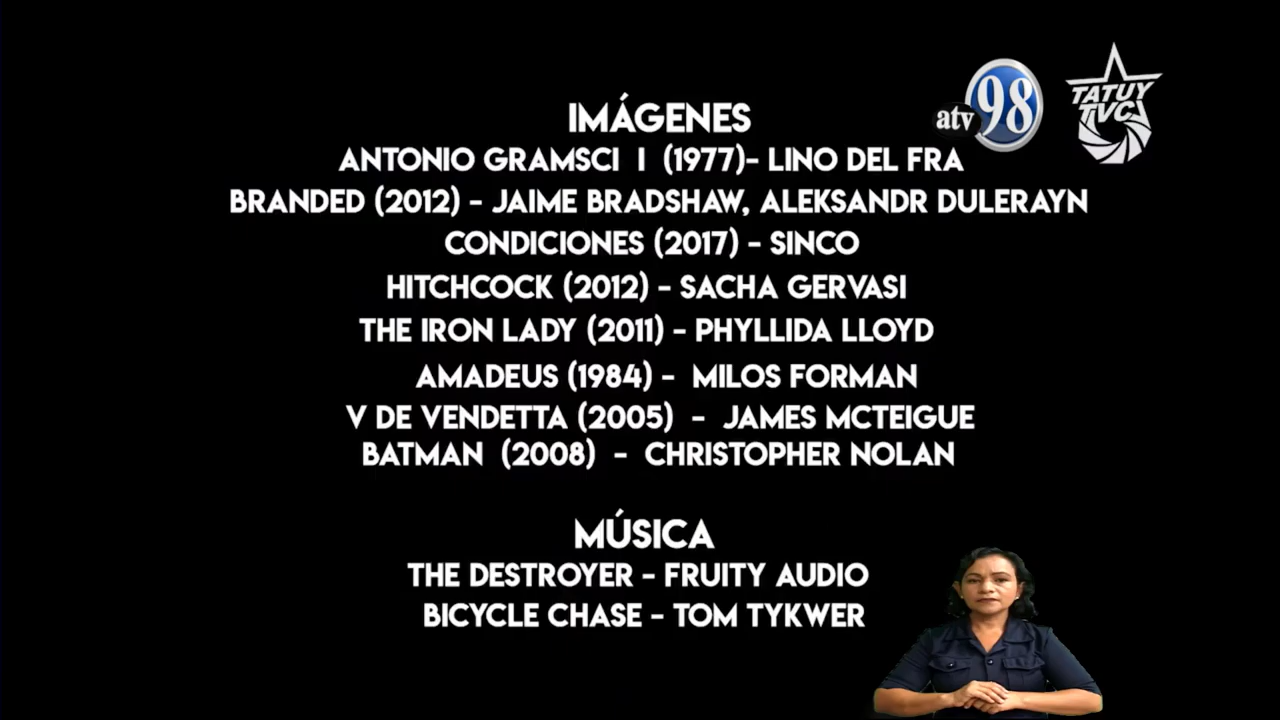 atv 98
TATUY
TVC
IMÁGENES
ANTONIO GRAMSCI I (1977)- LINO DEL FRA
BRANDED (2012) - JAIME BRADSHAW, ALEKSANDR DULERAYN
CONDICIONES (2017) - SINCO
HITCHCOCK (2012) - SACHA GERVASI
THE IRON LADY (2011) - PHYLLIDA LLOYD
AMADEUS (1984) - MILOS FORMAN
V DE VENDETTA (2005) - JAMES MCTEIGUE
BATMAN (2008) - CHRISTOPHER NOLAN
MÚSICA
THE DESTROYER - FRUITY AUDIO
BICYCLE CHASE - TOM TYKWER